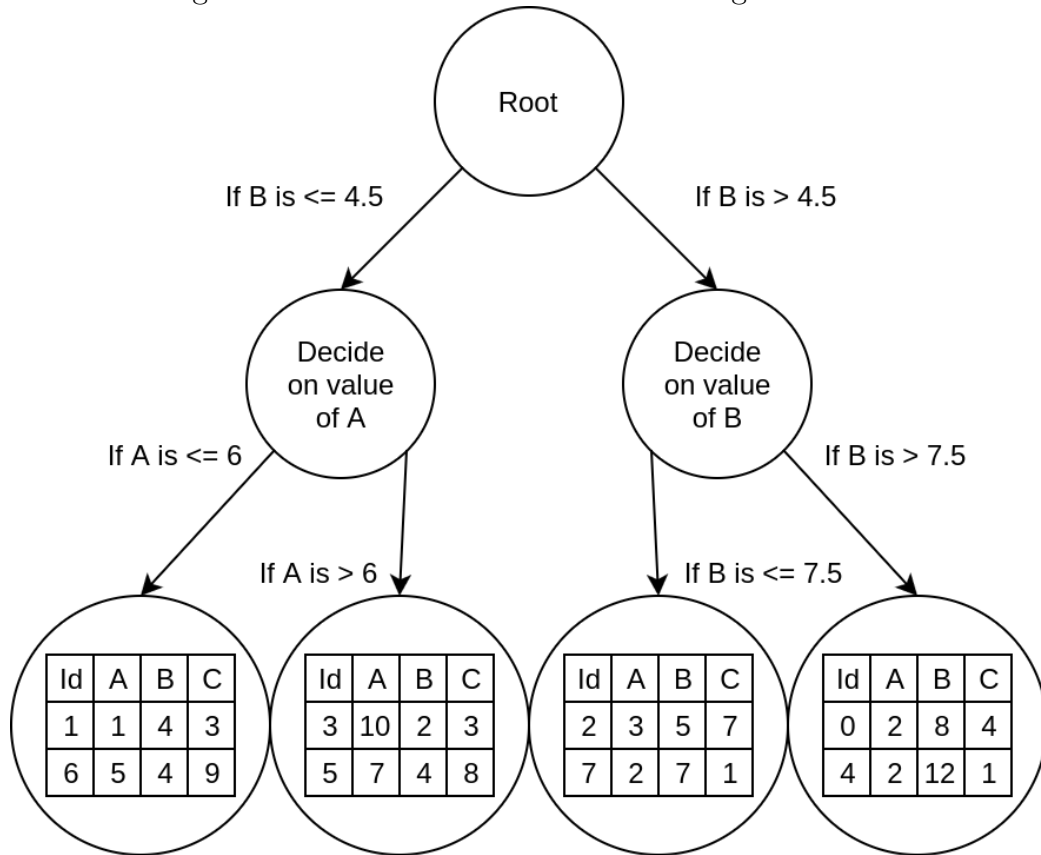 Root
If B is <= 4.5
If B is > 4.5
Decide
on value
of A
Decide
on value
of B
If A is <= 6
If B is > 7.5
If A is > 6
If B is <= 7.5
Id A B C
1 1 4 3
6 5 4 9
Id A B C
3 10 2 3
5 7 4 8
Id A B C
2 3 5 7
7 2 7 1
Id A B C
0 2 8 4
4 2 12 1